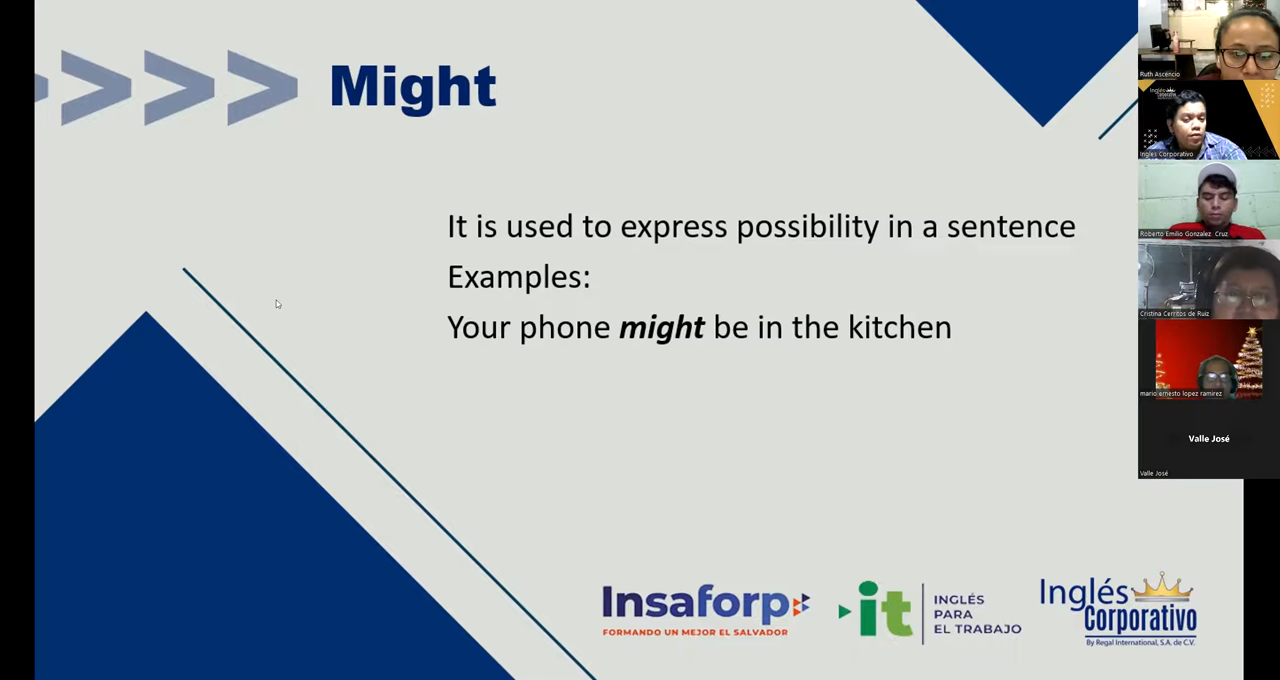 Might
It is used to express possibility in a sentence
Examples:
Your phone might be in the kitchen
Insaforp
FORMANDO UN MEJOR EL SALVADOR
it
INGLÉS
PARA
EL TRABAJO
Inglés
Corporativo
By Regal International, S.A. de C.V.
Ruth Ascencio
Inglés Corporativo
Roberto Emilio Gonzalez Cruz
Cristina Cerritos de Ruiz
mario ernesto lopez ramirez
Valle José
Valle José